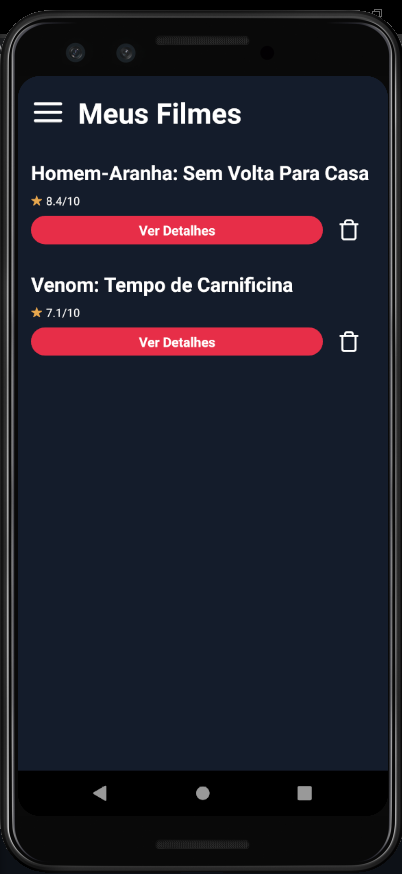 Meus Filmes
Homem-Aranha: Sem Volta Para Casa
8.4/10
Ver Detalhes
Venom: Tempo de Carnificina
7.1/10
Ver Detalhes